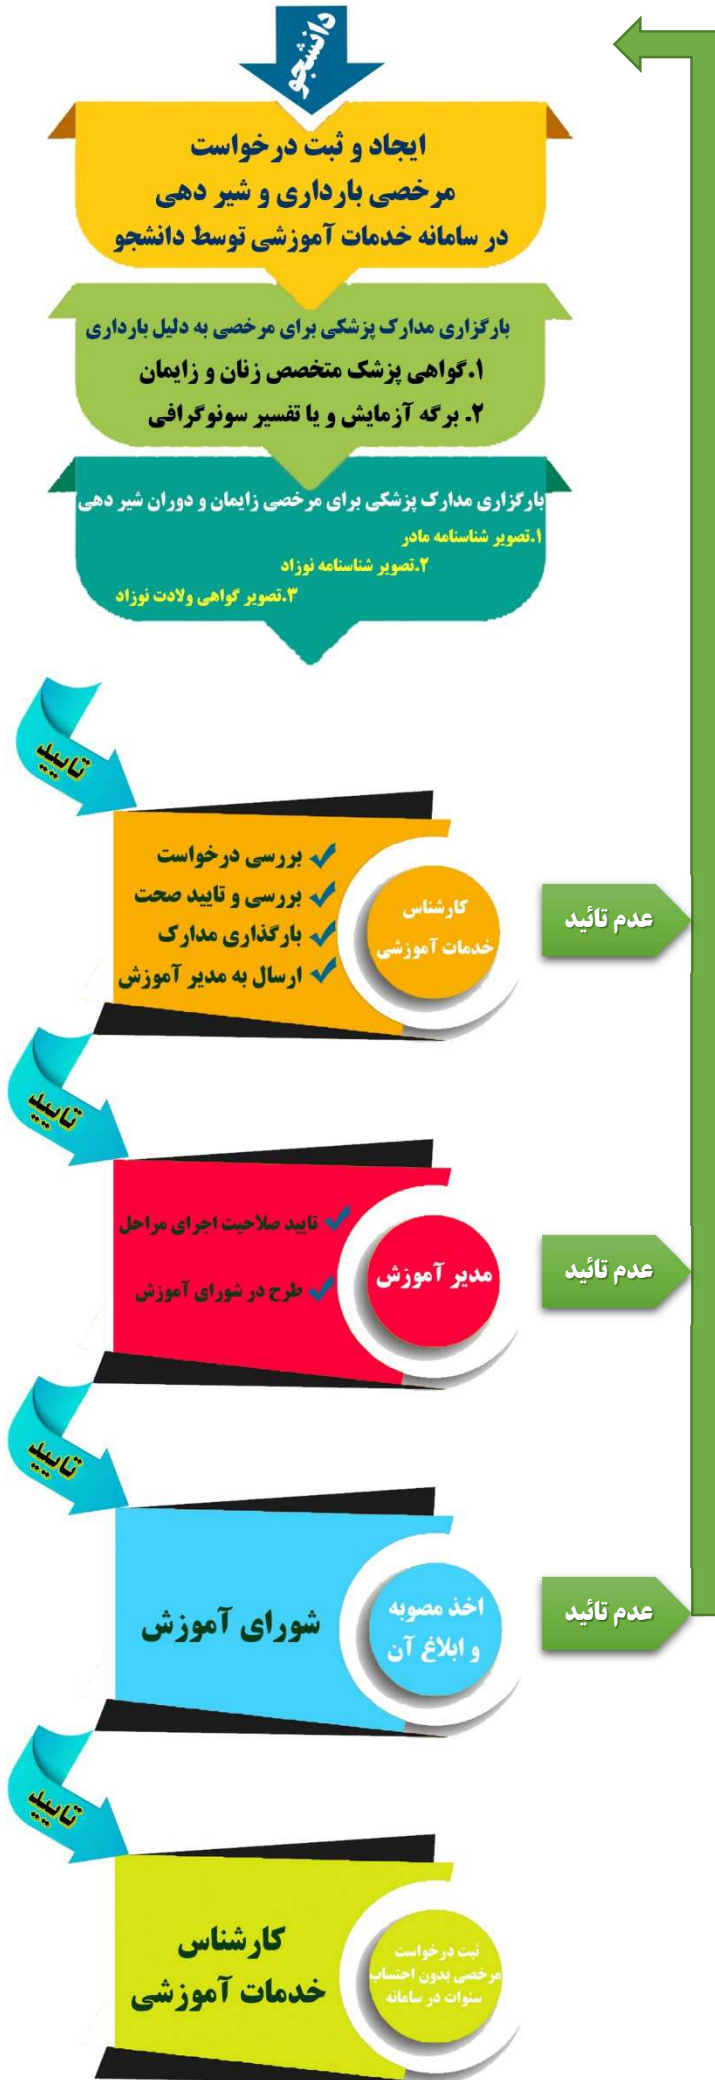 دانشجو
ایجاد و ثبت درخواست
مرخصی بارداری و شیر دهی
در سامانه خدمات آموزشی توسط دانشجو
بارگزاری مدارک پزشکی برای مرخصی به دلیل بارداری
۱.گواهی پزشک متخصص زنان و زایمان
۲. برگه آزمایش و یا تفسیر سونوگرافی
بارگزاری مدارک پزشکی برای مرخصی زایمان و دوران شیر دهی
۱.تصویر شناسنامه مادر
۲.تصویر شناسنامه نوزاد
۳.تصویر گواهی ولادت نوزاد
تایید
کارشناس
خدمات آموزشی
بررسی درخواست
بررسی و تایید صحت
بارگذاری مدارک
ارسال به مدیر آموزش
عدم تائید
تایید
مدیر آموزش
تایید صلاحیت اجرای مراحل
طرح در شورای آموزش
عدم تائید
تایید
اخذ مصوبه
و ابلاغ آن
شورای آموزش
عدم تائید
تایید
ثبت درخواست
مرخصی بدون احتساب
سنوات در سامانه
کارشناس
خدمات آموزشی